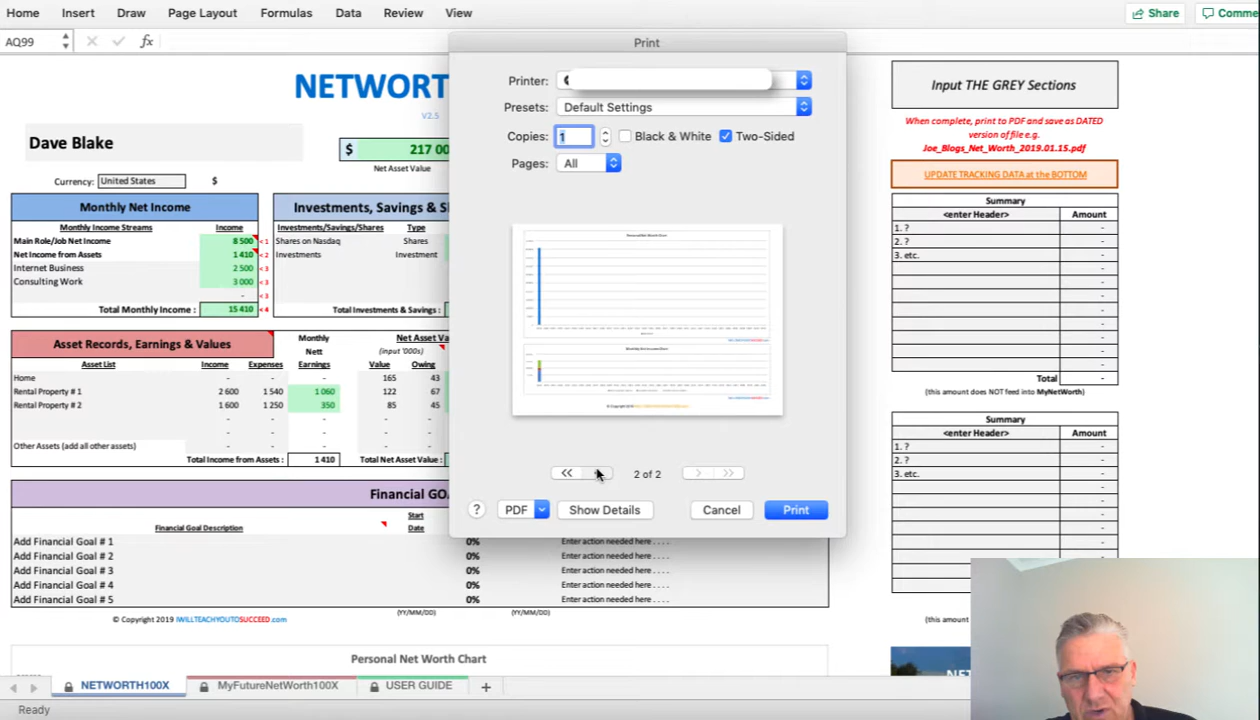 Home Insert Draw Page Layout Formulas Data Review View Share Comme
AQ99 fx
Print
Printer:
Presets: Default Settings
Copies: 1 Black & White Two-Sided
Pages: All
2 of 2
? PDF Show Details Cancel Print
NETWORT
V2.5
Dave Blake
$ 217 00
Net Asset Value
Currency: United States $
Monthly Net Income
Monthly Income Streams Income
Main Role/Job Net Income 8 500 < 1
Net Income from Assets 1 410 < 2
Internet Business 2 500 < 3
Consulting Work 3 000 < 3
- < 3
Total Monthly Income : 15 410 < 4
Investments, Savings & S
Investments/Savings/Shares Type
Shares on Nasdaq Shares
Investments Investment
Total Investments & Savings :
Asset Records, Earnings & Values
Monthly
Nett
Earnings
Net Asset Va
(input '000s)
Value Owing
Asset List Income Expenses
Home - - - 165 43
Rental Property # 1 2 600 1 540 1 060 122 67
Rental Property # 2 1 600 1 250 350 85 45
Other Assets (add all other assets)
Total Income from Assets : 1 410 Total Net Asset Value :
Financial GOA
Financial Goal Description
Start
Date
Add Financial Goal # 1 0% Enter action needed here . . . .
Add Financial Goal # 2 0% Enter action needed here . . . .
Add Financial Goal # 3 0% Enter action needed here . . . .
Add Financial Goal # 4 0% Enter action needed here . . . .
Add Financial Goal # 5 0% Enter action needed here . . . .
(YY/MM/DD) (YY/MM/DD)
© Copyright 2019 IWILLTEACHYOUTOSUCCEED.com
Personal Net Worth Chart
Input THE GREY Sections
When complete, print to PDF and save as DATED
version of file e.g.
Joe_Blogs_Net_Worth_2019.01.15.pdf
UPDATE TRACKING DATA at the BOTTOM
Summary
<enter Header> Amount
1. ? -
2. ? -
3. etc. -
Total -
(this amount does NOT feed into MyNetWorth)
Summary
<enter Header> Amount
1. ? -
2. ? -
3. etc. -
(this amount
NET
NETWORTH100X MyFutureNetWorth100X USER GUIDE +
Ready